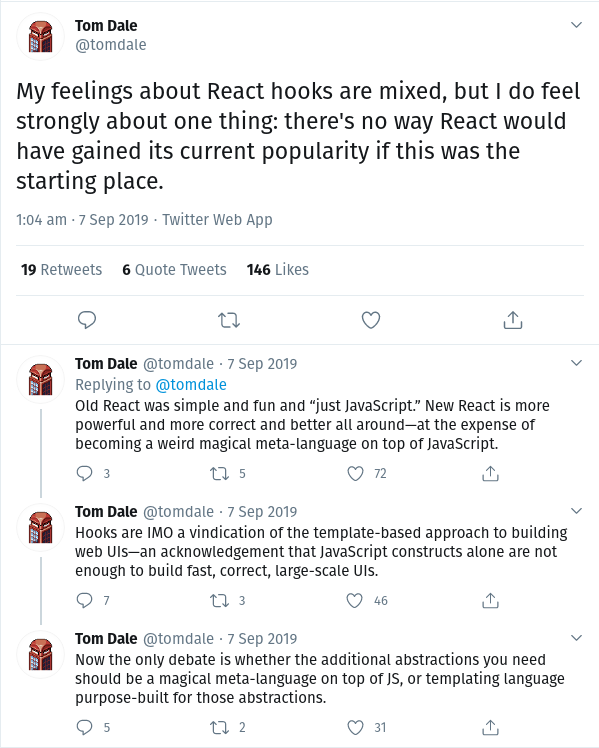 Tom Dale
@tomdale
My feelings about React hooks are mixed, but I do feel
strongly about one thing: there's no way React would
have gained its current popularity if this was the
starting place.
1:04 am · 7 Sep 2019 · Twitter Web App
19 Retweets 6 Quote Tweets 146 Likes
Tom Dale @tomdale · 7 Sep 2019
Replying to @tomdale
Old React was simple and fun and “just JavaScript.” New React is more
powerful and more correct and better all around—at the expense of
becoming a weird magical meta-language on top of JavaScript.
3 5 72
Tom Dale @tomdale · 7 Sep 2019
Hooks are IMO a vindication of the template-based approach to building
web UIs—an acknowledgement that JavaScript constructs alone are not
enough to build fast, correct, large-scale UIs.
7 3 46
Tom Dale @tomdale · 7 Sep 2019
Now the only debate is whether the additional abstractions you need
should be a magical meta-language on top of JS, or templating language
purpose-built for those abstractions.
5 2 31